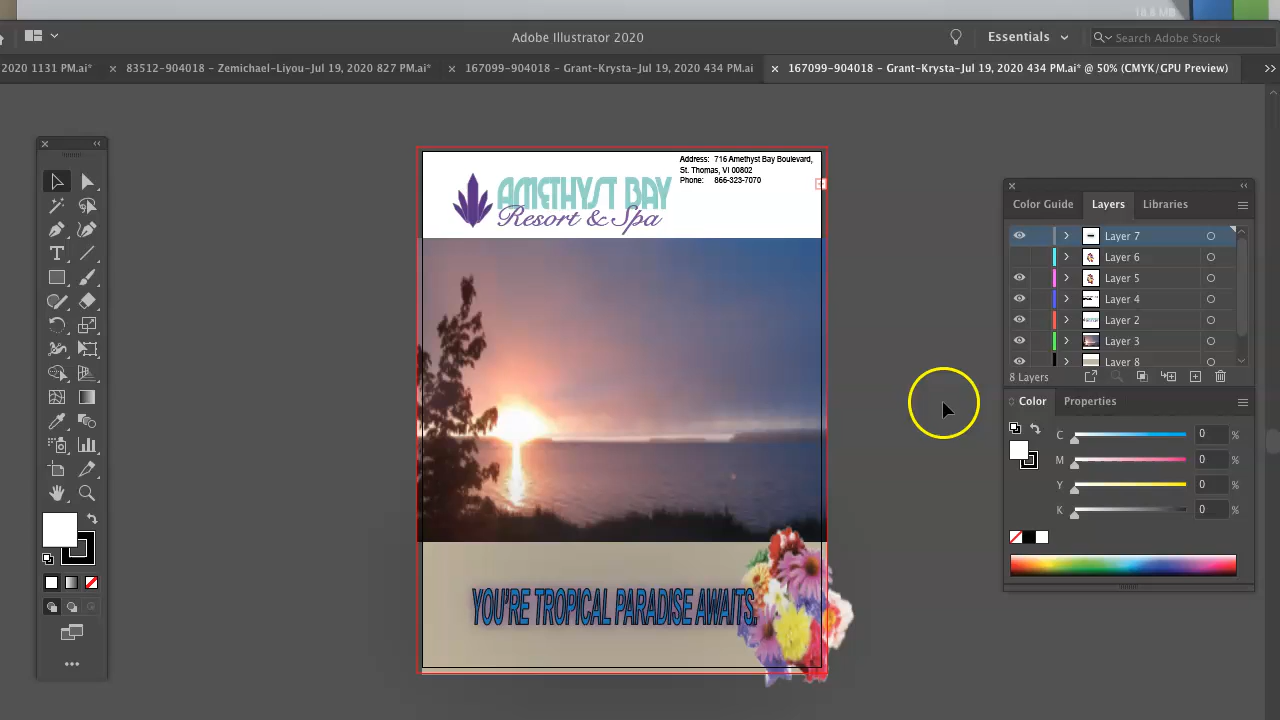 Adobe Illustrator 2020
Essentials
Search Adobe Stock
2020 1131 PM.ai*
83512-904018 – Zemichael-Liyou-Jul 19, 2020 827 PM.ai*
167099-904018 – Grant-Krysta-Jul 19, 2020 434 PM.ai
167099-904018 – Grant-Krysta-Jul 19, 2020 434 PM.ai* @ 50% (CMYK/GPU Preview)
Address: 716 Amethyst Bay Boulevard,
St. Thomas, VI 00802
Phone: 866-323-7070
AMETHYST BAY
Resort & Spa
YOU'RE TROPICAL PARADISE AWAITS.
Color Guide
Layers
Libraries
Layer 7
Layer 6
Layer 5
Layer 4
Layer 2
Layer 3
Layer 8
8 Layers
Color
Properties
C 0 %
M 0 %
Y 0 %
K 0 %